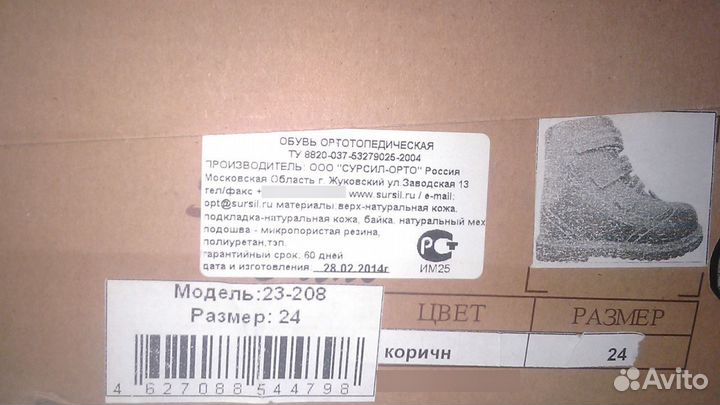 ОБУВЬ ОРТОТОПЕДИЧЕСКАЯ
ТУ 8820-037-53279025-2004
ПРОИЗВОДИТЕЛЬ: ООО "СУРСИЛ-ОРТО" Россия
Московская Область г. Жуковский ул.Заводская 13
тел/факс + www.sursil.ru / e-mail:
opt@sursil.ru материалы:верх-натуральная кожа,
подкладка-натуральная кожа, байка, натуральный мех
подошва - микропористая резина,
полиуретан,тэп.
гарантийный срок: 60 дней
дата и изготовления 28.02.2014г
РСТ
ИМ25
Модель:23-208
Размер: 24
4 627088 544798
ЦВЕТ РАЗМЕР
коричн 24
Avito